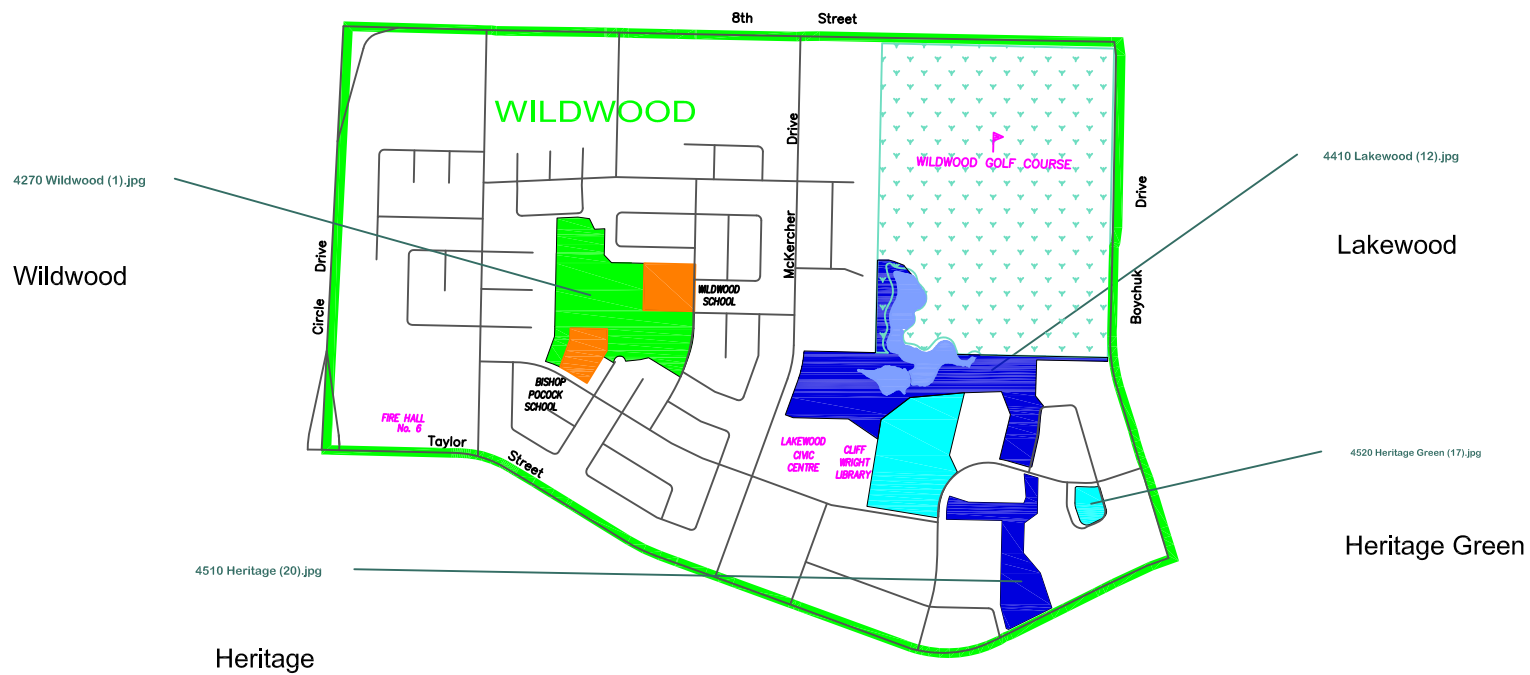 8th Street
WILDWOOD
Drive
WILDWOOD GOLF COURSE
4410 Lakewood (12).jpg
4270 Wildwood (1).jpg
Drive
McKercher
Lakewood
Drive
Wildwood
Boychuk
WILDWOOD
SCHOOL
Circle
BISHOP
POCOCK
SCHOOL
FIRE HALL
No. 6
Taylor
Street
LAKEWOOD
CIVIC
CENTRE
CLIFF
WRIGHT
LIBRARY
4520 Heritage Green (17).jpg
Heritage Green
4510 Heritage (20).jpg
Heritage